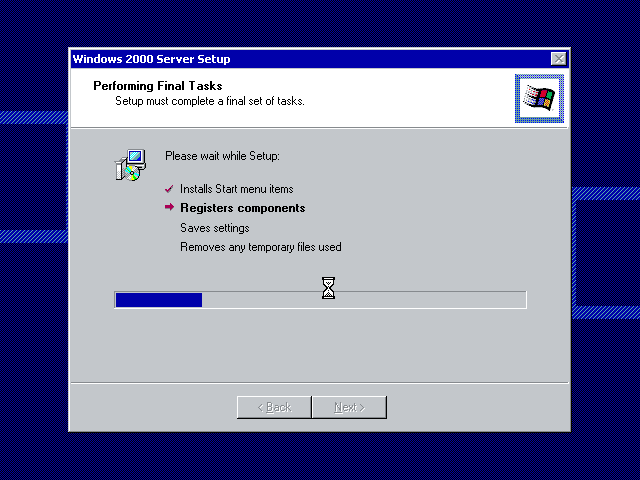 Windows 2000 Server Setup
Performing Final Tasks
Setup must complete a final set of tasks.
Please wait while Setup:
Installs Start menu items
Registers components
Saves settings
Removes any temporary files used
< Back
Next >